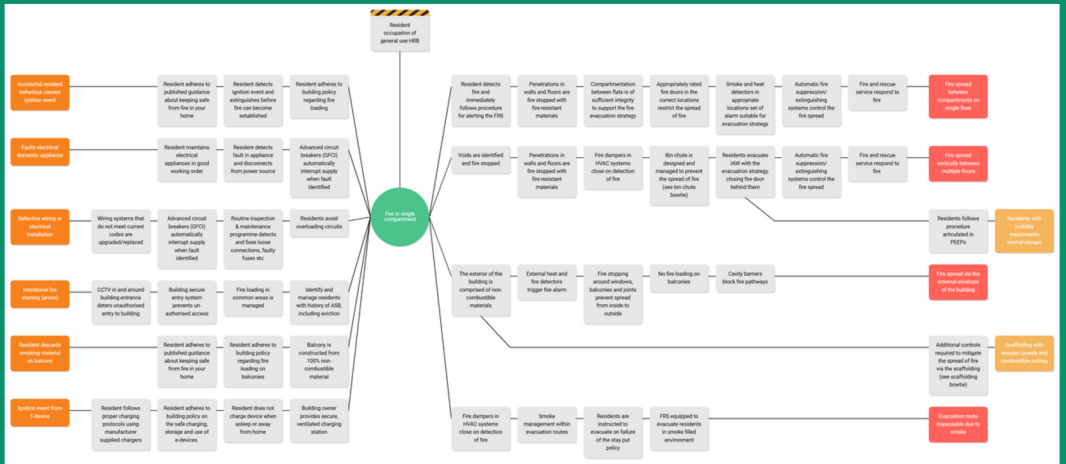 Resident
occupation of
general use HRB
Accidental resident
behaviour causes
ignition event
Resident adheres to
published guidance
about keeping safe
from fire in your
home
Resident detects
ignition event and
extinguishes before
fire can become
established
Resident adheres to
building policy
regarding fire
loading
Resident detects
fire and
immediately
follows procedure
for alerting the FRS
Penetrations in
walls and floors are
fire stopped with
fire-resistant
materials
Compartmentation
between flats is of
sufficient integrity
to support the fire
evacuation strategy
Appropriately rated
fire doors in the
correct locations
restrict the spread
of fire
Smoke and heat
detectors in
appropriate
locations set of
alarm suitable for
evacuation strategy
Automatic fire
suppression/
extinguishing
systems control the
fire spread
Fire and rescue
service respond to
fire
Fire spread
between
compartments on
single floor
Faulty electrical
domestic appliance
Resident maintains
electrical
appliances in good
working order
Resident detects
fault in appliance
and disconnects
from power source
Advanced circuit
breakers (GFCI)
automatically
interrupt supply
when fault
identified
Voids are identified
and fire stopped
Penetrations in
walls and floors are
fire stopped with
fire-resistant
materials
Fire dampers in
HVAC systems
close on detection
of fire
Bin chute is
designed and
managed to prevent
the spread of fire
(see bin chute
bowtie)
Residents evacuate
IAW with the
evacuation strategy,
closing fire door
behind them
Automatic fire
suppression/
extinguishing
systems control the
fire spread
Fire and rescue
service respond to
fire
Fire spread
vertically between
multiple floors
Defective wiring or
electrical
installation
Wiring systems that
do not meet current
codes are
upgraded/replaced
Advanced circuit
breakers (GFCI)
automatically
interrupt supply
when fault
identified
Routine inspection
& maintenance
programme detects
and fixes loose
connections, faulty
fuses etc
Residents avoid
overloading circuits
Fire in single
compartment
Residents follows
procedure
articulated in
PEEPs
Residents with
mobility
impairments
cannot escape
Intentional fire
starting (arson)
CCTV in and around
building entrance
deters unauthorised
entry to building
Building secure
entry system
prevents un-
authorised access
Fire loading in
common areas is
managed
Identify and
manage residents
with history of ASB,
including eviction
The exterior of the
building is
comprised of non-
combustible
materials
External heat and
fire detectors
trigger fire alarm
Fire stopping
around windows,
balconies and joints
prevent spread
from inside to
outside
No fire loading on
balconies
Cavity barriers
block fire pathways
Fire spread via the
external envelope
of the building
Resident discards
smoking material
on balcony
Resident adheres to
published guidance
about keeping safe
from fire in your
home
Resident adheres to
building policy
regarding fire
loading on
balconies
Balcony is
constructed from
100% non-
combustible
material
Additional controls
required to mitigate
the spread of fire
via the scaffolding
(see scaffolding
bowtie)
Scaffolding with
wooden boards and
combustible netting
Ignition event from
E-device
Resident follows
proper charging
protocols using
manufacturer
supplied chargers
Resident adheres to
building policy on
the safe charging,
storage and use of
e-devices
Resident does not
charge device when
asleep or away
from home
Building owner
provides secure,
ventilated charging
station
Fire dampers in
HVAC systems
close on detection
of fire
Smoke
management within
evacuation routes
Residents are
instructed to
evacuate on failure
of the stay put
policy
FRS equipped to
evacuate residents
in smoke filled
environment
Evacuation route
impassable due to
smoke